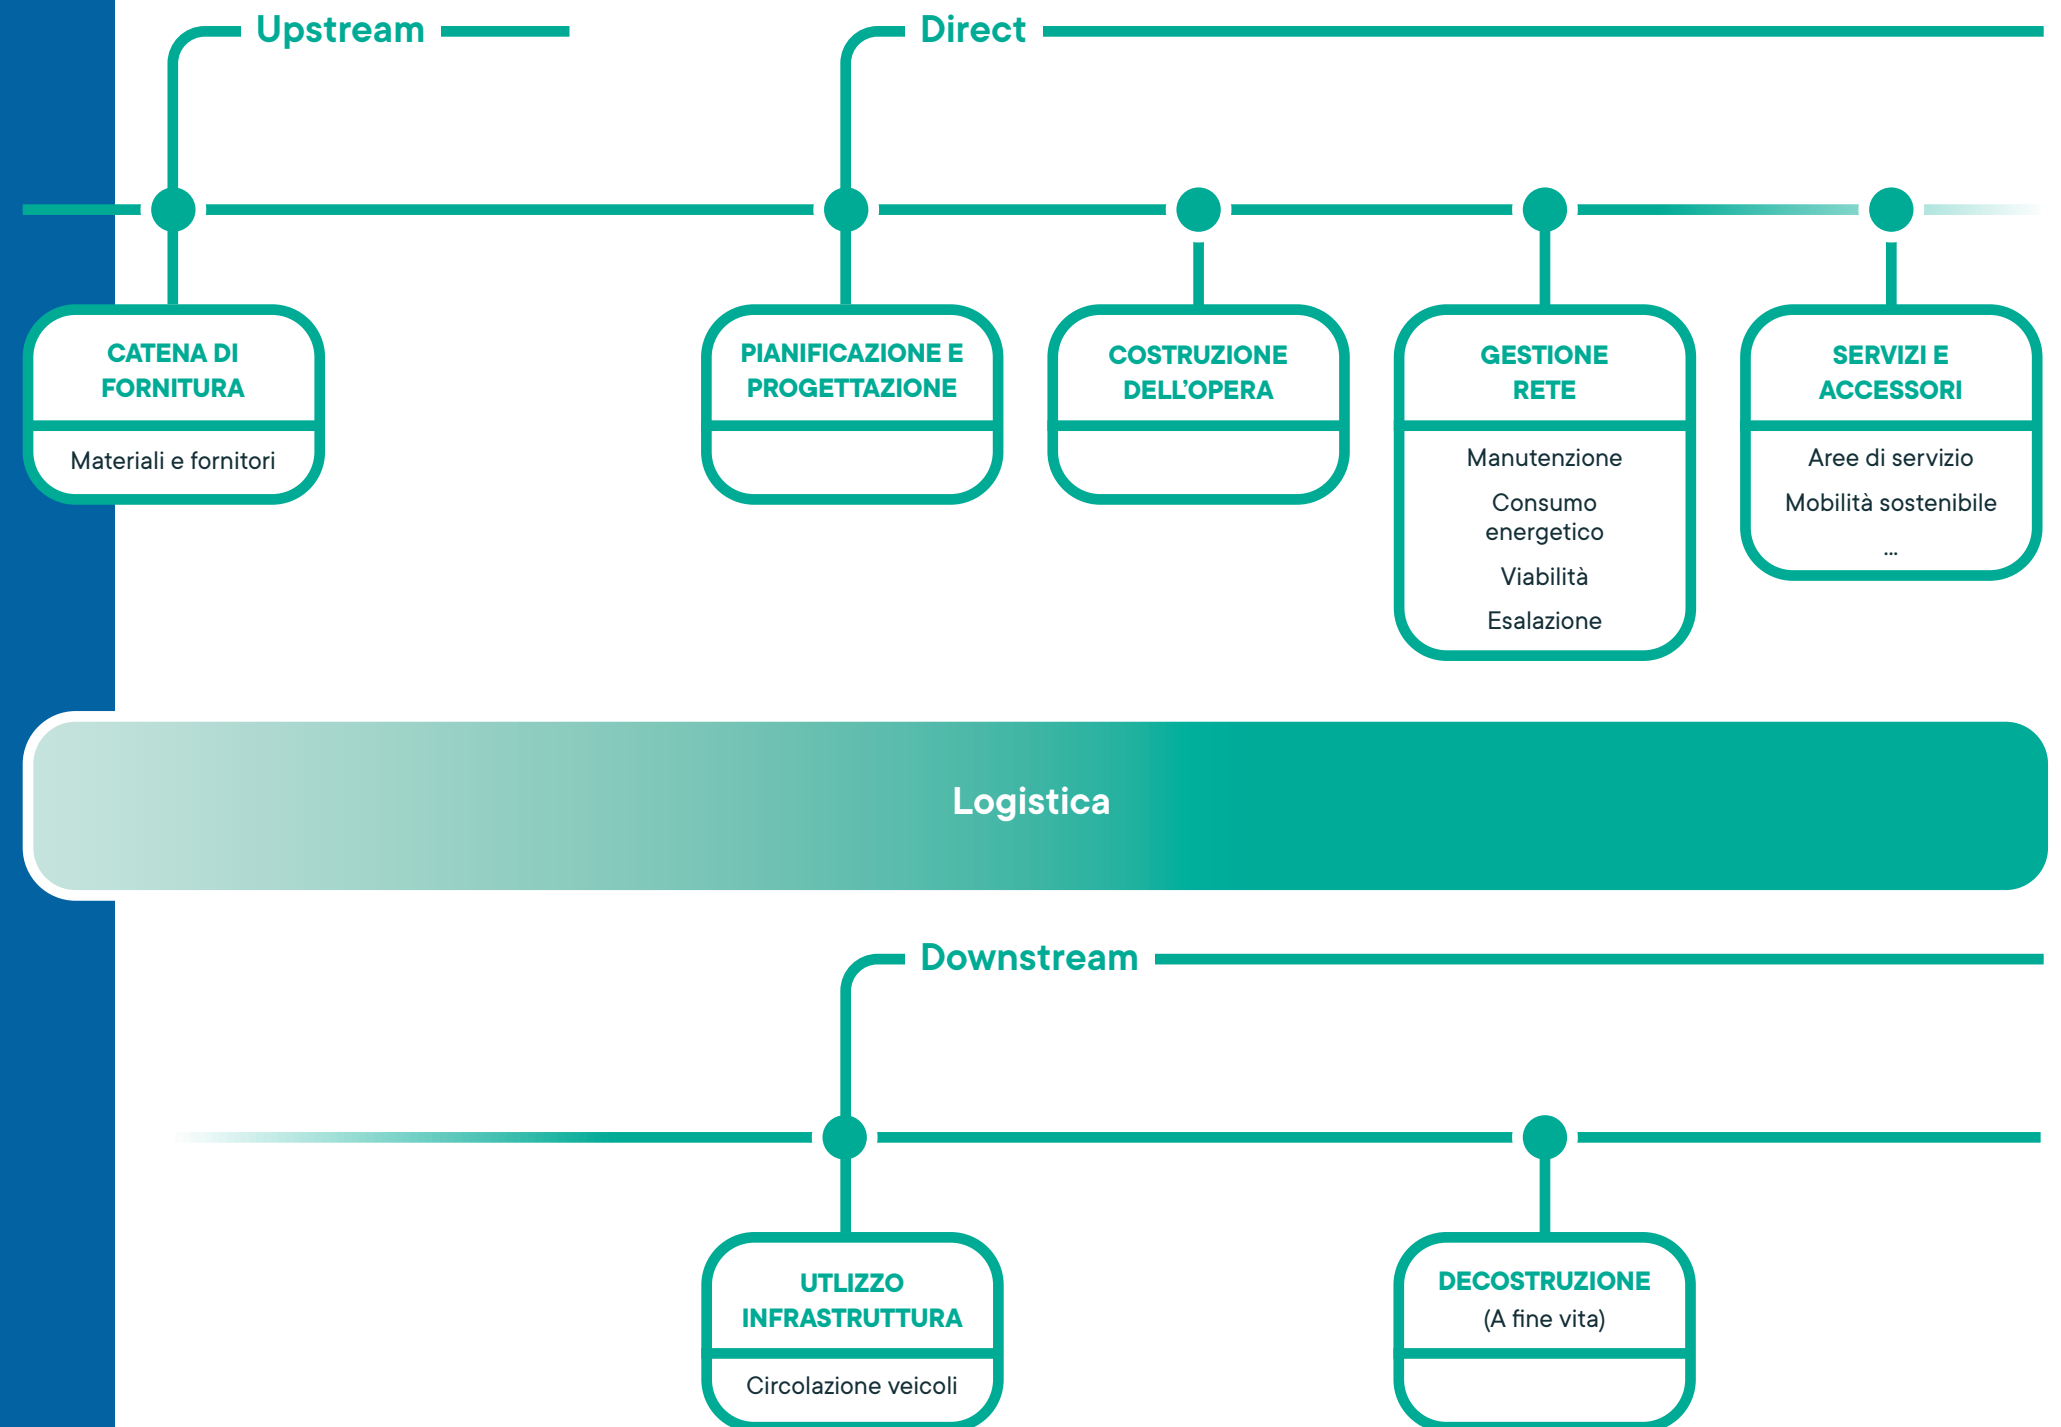 Upstream
Direct
CATENA DI
FORNITURA
Materiali e fornitori
PIANIFICAZIONE E
PROGETTAZIONE
COSTRUZIONE
DELL’OPERA
GESTIONE
RETE
Manutenzione
Consumo
energetico
Viabilità
Esalazione
SERVIZI E
ACCESSORI
Aree di servizio
Mobilità sostenibile
...
Logistica
Downstream
UTLIZZO
INFRASTRUTTURA
Circolazione veicoli
DECOSTRUZIONE
(A fine vita)